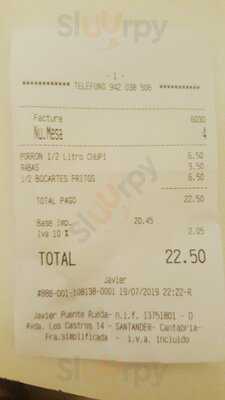 Sluurpy
- 1 -
*********** TELEFONO 942 038 506 **********
Factura 6030
Nu.Mesa 4
PORRON 1/2 Litro CHUPI 6.50
RABAS 9.50
1/2 BOCARTES FRITOS 6.50
TOTAL PAGO 22.50
Base Imp.. 20.45
Iva 10 % 2.05
TOTAL 22.50
Javier
19/07/2019 22:22-R
Javier Puente Rueda- n.i.f. 13751801 - D
Avda. Los Castros 14 - SANTANDER- Cantabria-
Fra.simplificada - i.v.a. incluido